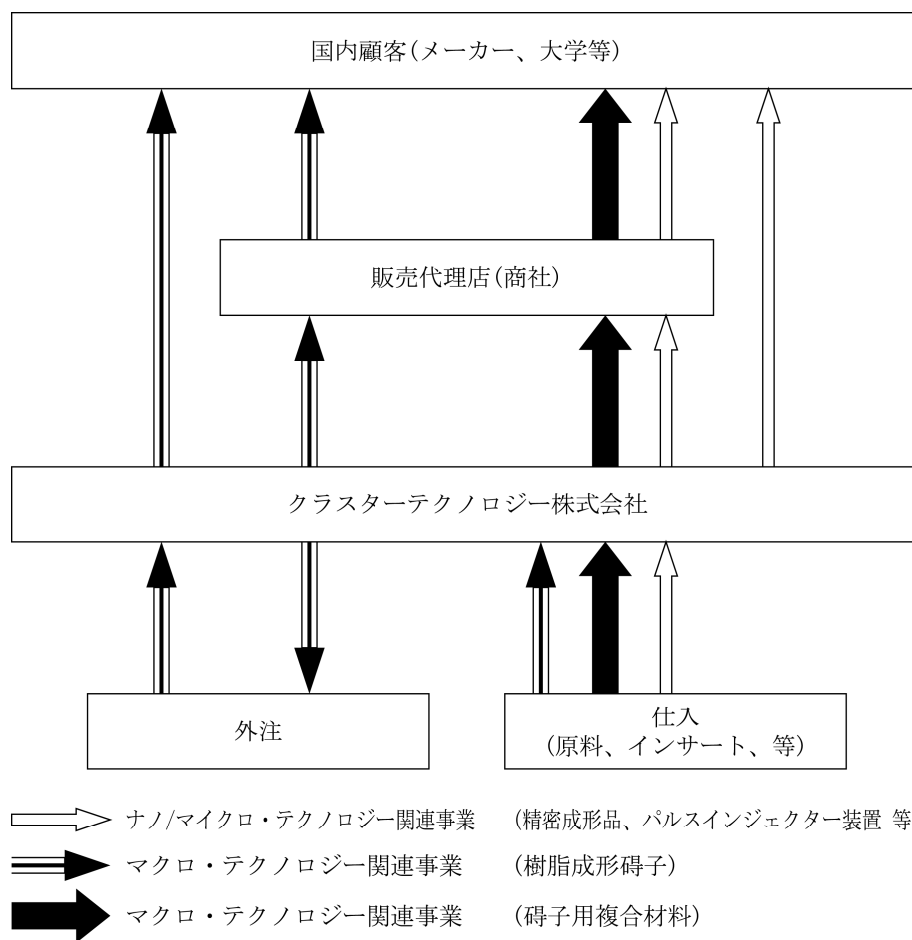 国内顧客(メーカー、大学等)
販売代理店(商社)
クラスターテクノロジー株式会社
外注
仕入
(原料、インサート、等)
ナノ/マイクロ・テクノロジー関連事業 (精密成形品、パルスインジェクター装置 等
マクロ・テクノロジー関連事業 (樹脂成形碍子)
マクロ・テクノロジー関連事業 (碍子用複合材料)